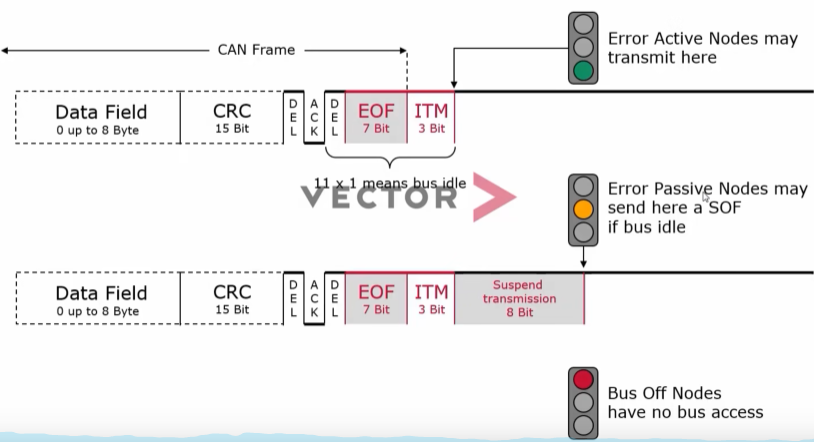 CAN Frame
Error Active Nodes may
transmit here
Data Field
0 up to 8 Byte
CRC
15 Bit
DEL
ACK
DEL
EOF
7 Bit
ITM
3 Bit
11 x 1 means bus idle
VECTOR
Error Passive Nodes may
send here a SOF
if bus idle
Data Field
0 up to 8 Byte
CRC
15 Bit
DEL
ACK
DEL
EOF
7 Bit
ITM
3 Bit
Suspend
transmission
8 Bit
Bus Off Nodes
have no bus access